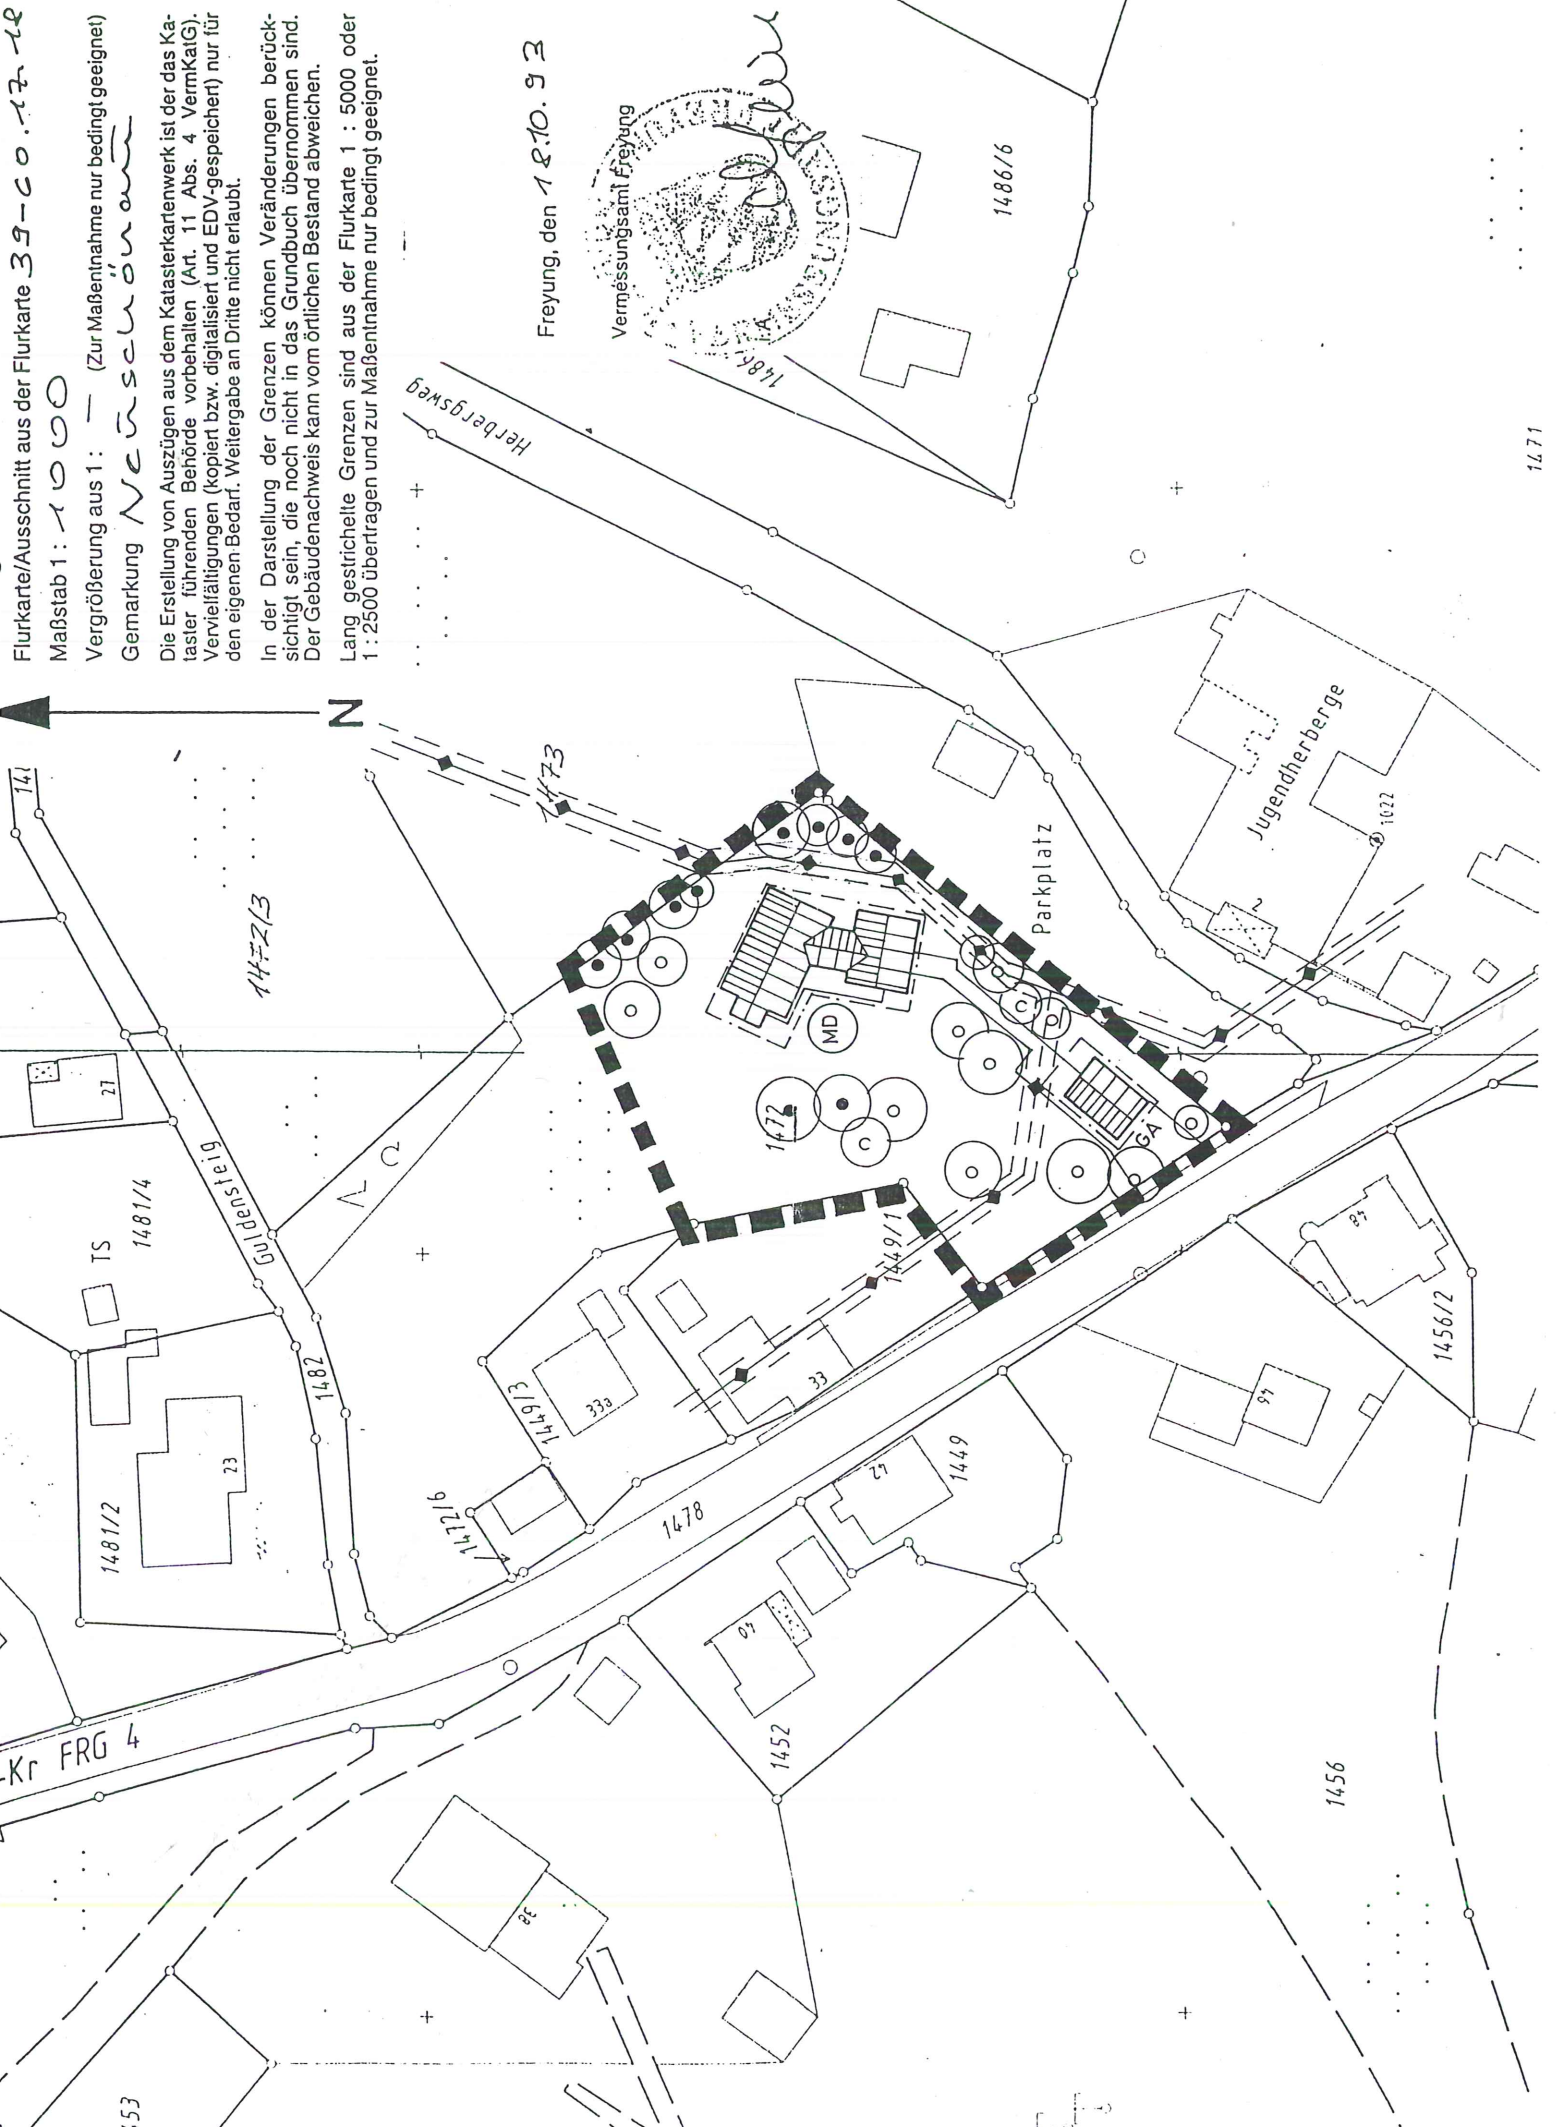 Flurkarte/Ausschnitt aus der Flurkarte 39-co.17.18
Maßstab 1: 1000
Vergrößerung aus 1: — (Zur Maßentnahme nur bedingt geeignet)
Gemarkung Neuschönau
Die Erstellung von Auszügen aus dem Katasterkartenwerk ist der das Ka-
taster führenden Behörde vorbehalten (Art. 11 Abs. 4 VermKatG).
Vervielfältigungen (kopiert bzw. digitalisiert und EDV-gespeichert) nur für
den eigenen Bedarf. Weitergabe an Dritte nicht erlaubt.
In der Darstellung der Grenzen können Veränderungen berück-
sichtigt sein, die noch nicht in das Grundbuch übernommen sind.
Der Gebäudenachweis kann vom örtlichen Bestand abweichen.
Lang gestrichelte Grenzen sind aus der Flurkarte 1 : 5000 oder
1 : 2500 übertragen und zur Maßentnahme nur bedingt geeignet.
Freyung, den 18.10.93
Vermessungsamt Freyung
N
Herbergsweg
1486
1486/6
1471
1473
1472/3
Parkplatz
Jugendherberge
1022
2
27
Guldensteig
1481/4
TS
1482
23
1481/2
MD
1472
GA
1449/1
33
33a
1449/3
1472/6
1478
1449
42
40
1452
48
1456/2
46
1456
-Kr FRG 4
38